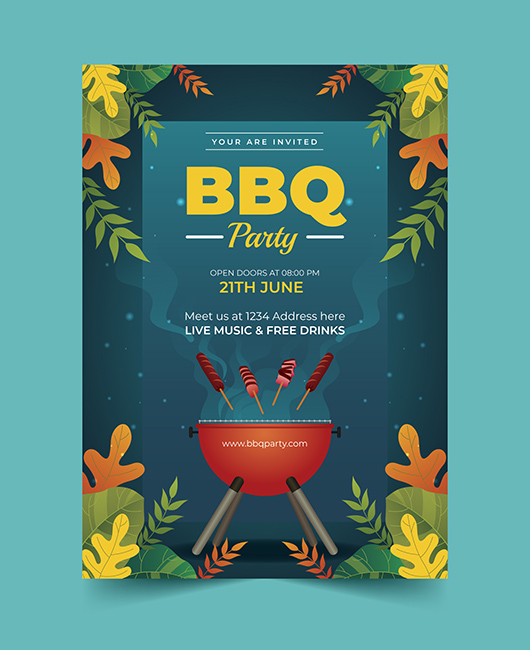 YOUR ARE INVITED
BBQ
Party
OPEN DOORS AT 08:00 PM
21TH JUNE
Meet us at 1234 Address here
LIVE MUSIC & FREE DRINKS
www.bbqparty.com